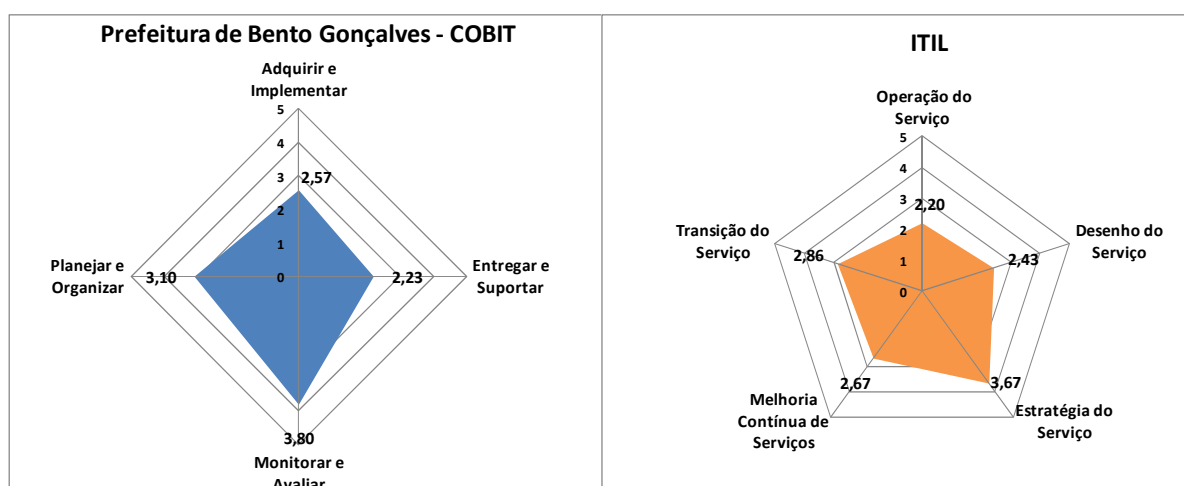 Prefeitura de Bento Gonçalves - COBIT
Adquirir e
Implementar
5
4
3
2,57
2
1
0
Planejar e
Organizar
3,10
2,23
Entregar e
Suportar
3,80
Monitorar e
Avaliar
ITIL
Operação do
Serviço
5
4
3
2,20
2
1
0
Transição do
Serviço
2,86
2,43
Desenho do
Serviço
2,67
Melhoria
Contínua de
Serviços
3,67
Estratégia do
Serviço